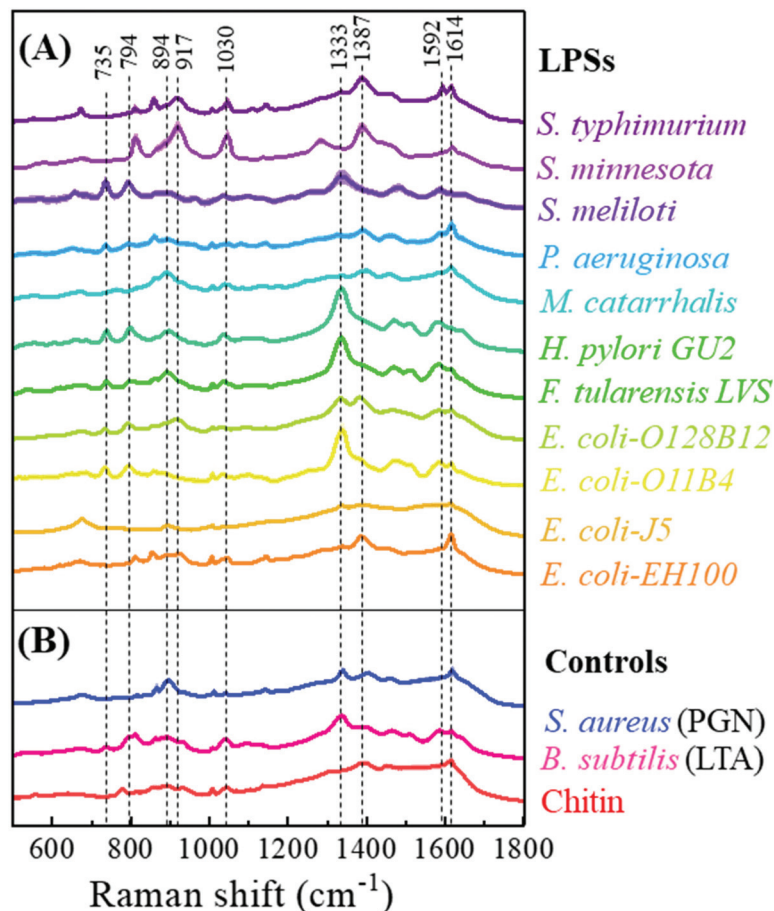 (A)
735
794
894
917
1030
1333
1387
1592
1614
LPSs
S. typhimurium
S. minnesota
S. meliloti
P. aeruginosa
M. catarrhalis
H. pylori GU2
F. tularensis LVS
E. coli-O128B12
E. coli-O11B4
E. coli-J5
E. coli-EH100
(B)
Controls
S. aureus (PGN)
B. subtilis (LTA)
Chitin
600 800 1000 1200 1400 1600 1800
Raman shift (cm⁻¹)